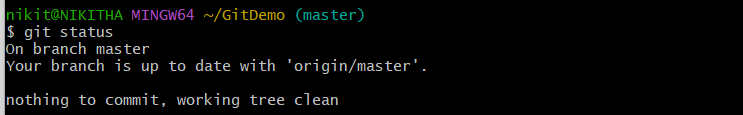 nikit@NIKITHA MINGW64 ~/GitDemo (master)
$ git status
On branch master
Your branch is up to date with 'origin/master'.
nothing to commit, working tree clean